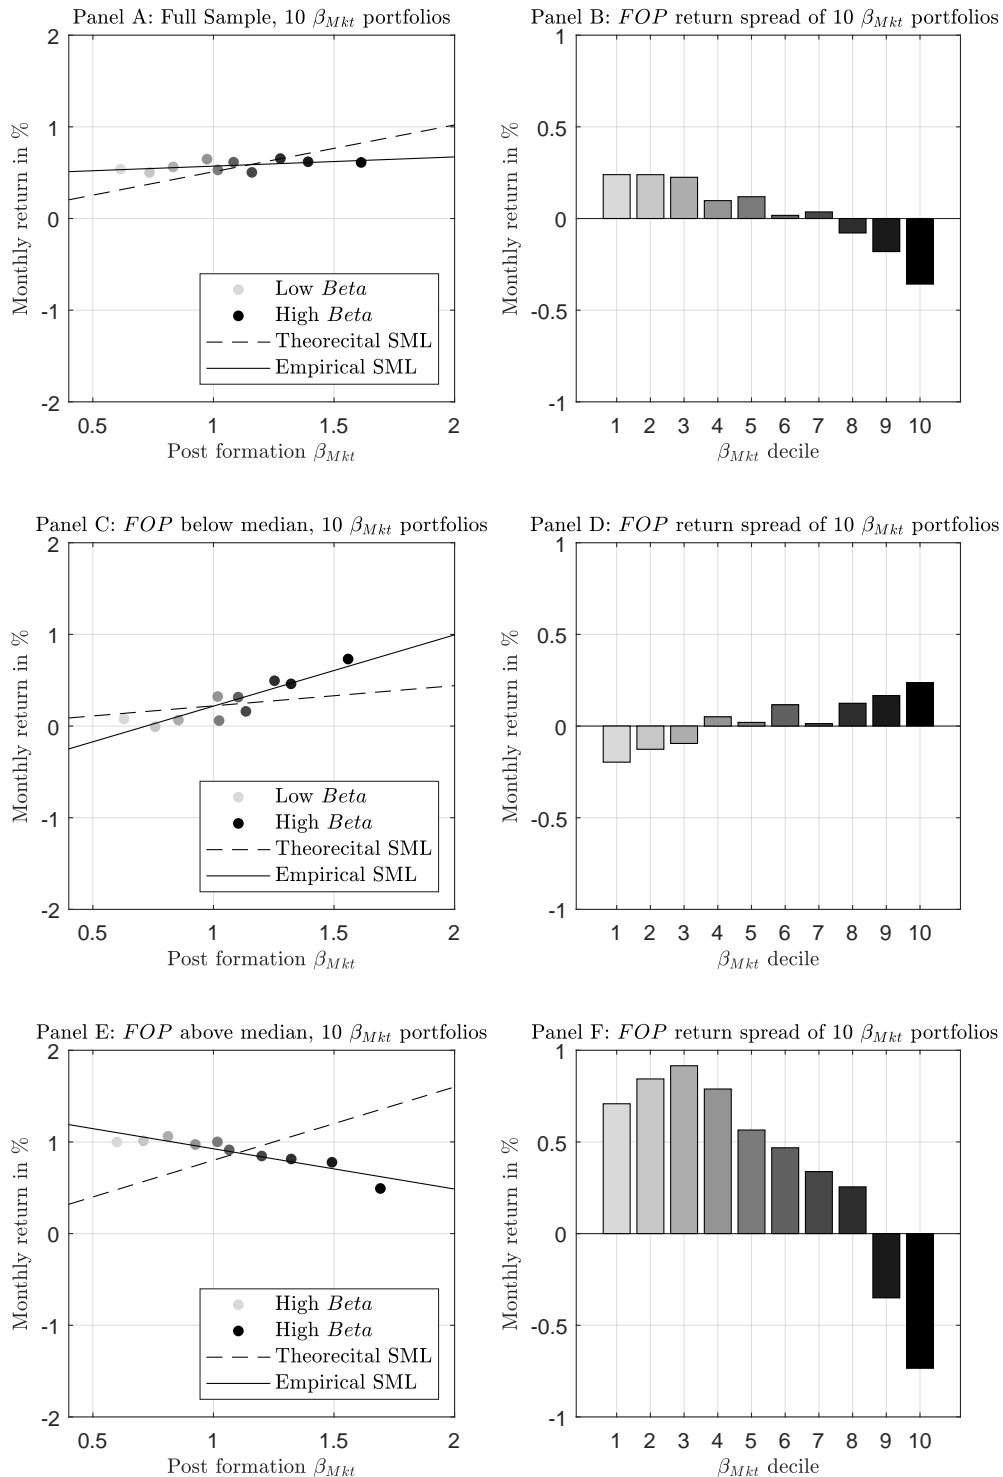 Panel A: Full Sample, 10 β_Mkt portfolios
2
1
0
-1
-2
Monthly return in %
Low Beta
High Beta
Theorecital SML
Empirical SML
0.5 1 1.5 2
Post formation β_Mkt
Panel B: FOP return spread of 10 β_Mkt portfolios
1
0.5
0
-0.5
-1
Monthly return in %
1 2 3 4 5 6 7 8 9 10
β_Mkt decile
Panel C: FOP below median, 10 β_Mkt portfolios
2
1
0
-1
-2
Monthly return in %
Low Beta
High Beta
Theorecital SML
Empirical SML
0.5 1 1.5 2
Post formation β_Mkt
Panel D: FOP return spread of 10 β_Mkt portfolios
1
0.5
0
-0.5
-1
Monthly return in %
1 2 3 4 5 6 7 8 9 10
β_Mkt decile
Panel E: FOP above median, 10 β_Mkt portfolios
2
1
0
-1
-2
Monthly return in %
High Beta
High Beta
Theorecital SML
Empirical SML
0.5 1 1.5 2
Post formation β_Mkt
Panel F: FOP return spread of 10 β_Mkt portfolios
1
0.5
0
-0.5
-1
Monthly return in %
1 2 3 4 5 6 7 8 9 10
β_Mkt decile